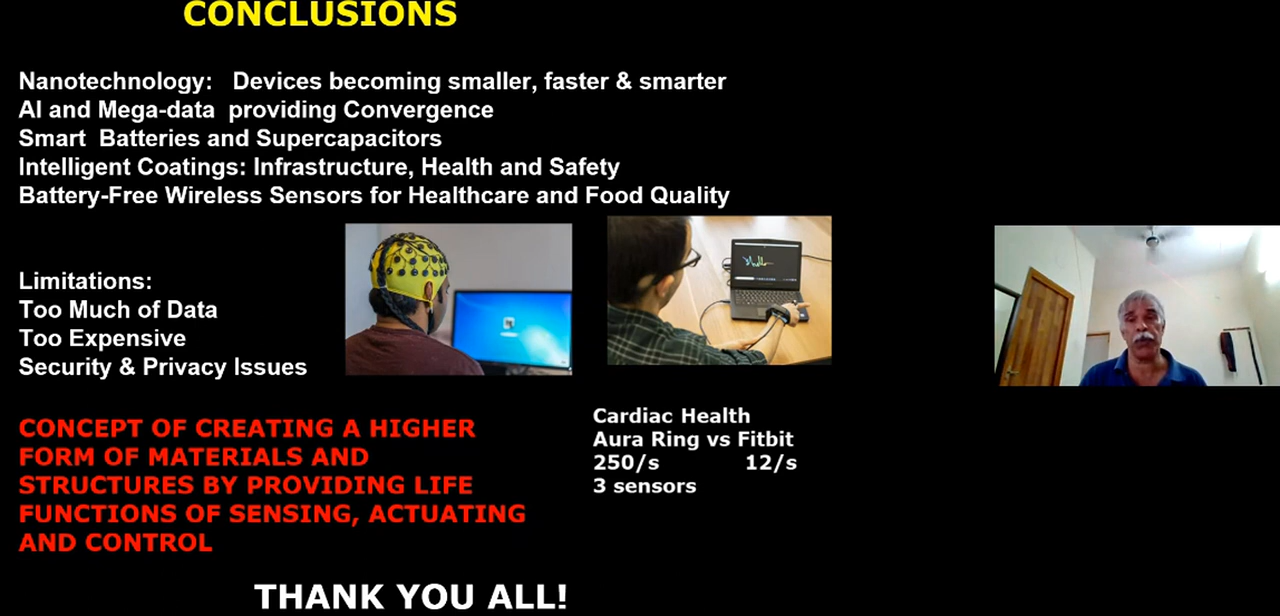 CONCLUSIONS
Nanotechnology: Devices becoming smaller, faster & smarter
AI and Mega-data providing Convergence
Smart Batteries and Supercapacitors
Intelligent Coatings: Infrastructure, Health and Safety
Battery-Free Wireless Sensors for Healthcare and Food Quality
Limitations:
Too Much of Data
Too Expensive
Security & Privacy Issues
CONCEPT OF CREATING A HIGHER
FORM OF MATERIALS AND
STRUCTURES BY PROVIDING LIFE
FUNCTIONS OF SENSING, ACTUATING
AND CONTROL
Cardiac Health
Aura Ring vs Fitbit
250/s 12/s
3 sensors
THANK YOU ALL!